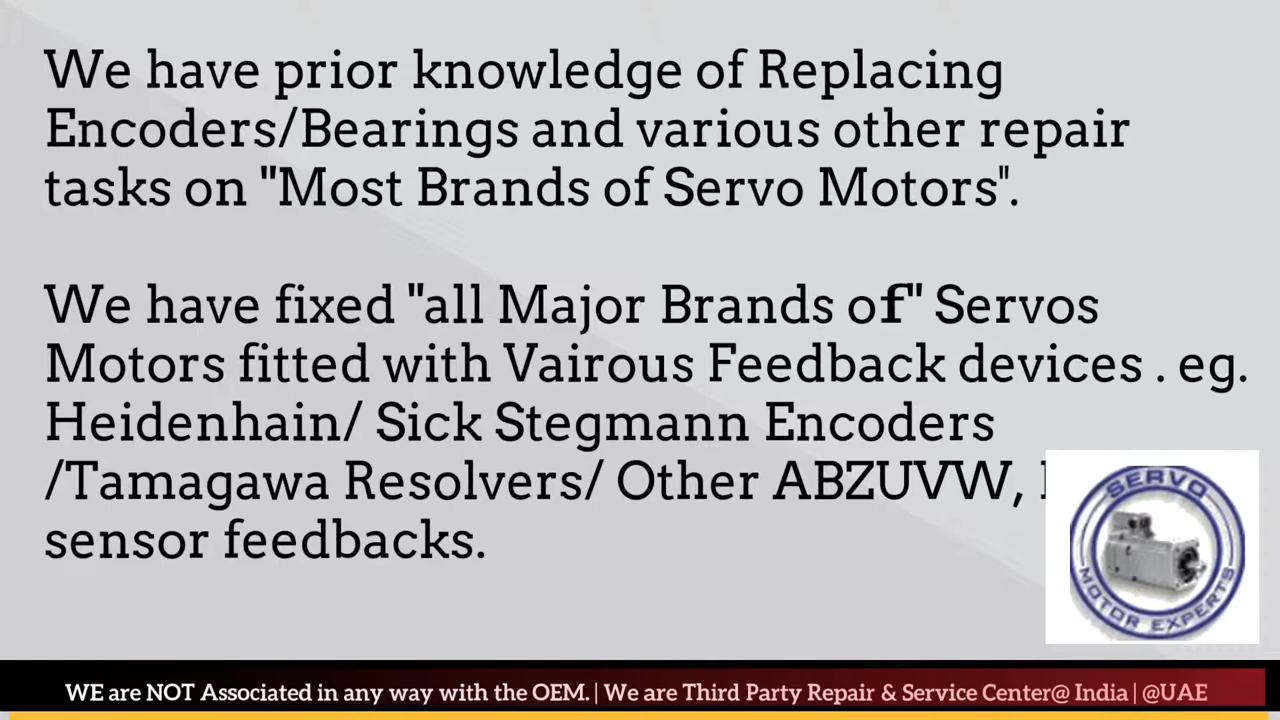 We have prior knowledge of Replacing
Encoders/Bearings and various other repair
tasks on "Most Brands of Servo Motors".
We have fixed "all Major Brands of" Servos
Motors fitted with Vairous Feedback devices . eg.
Heidenhain/ Sick Stegmann Encoders
/Tamagawa Resolvers/ Other ABZUVW,
sensor feedbacks.
SERVO
MOTOR EXPERTS
WE are NOT Associated in any way with the OEM. | We are Third Party Repair & Service Center@ India | @UAE